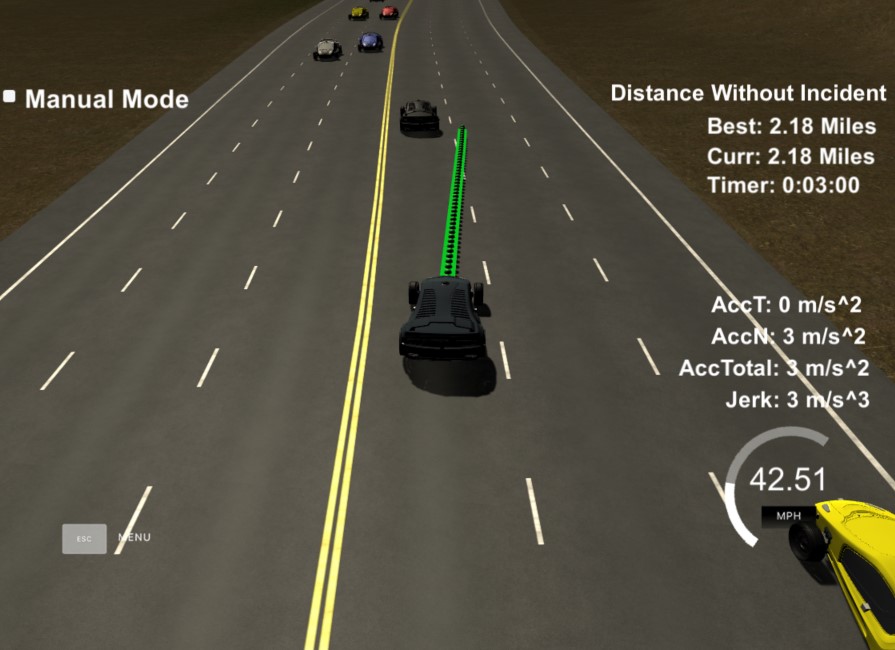 Manual Mode
Distance Without Incident
Best: 2.18 Miles
Curr: 2.18 Miles
Timer: 0:03:00
AccT: 0 m/s^2
AccN: 3 m/s^2
AccTotal: 3 m/s^2
Jerk: 3 m/s^3
42.51
MPH
ESC MENU